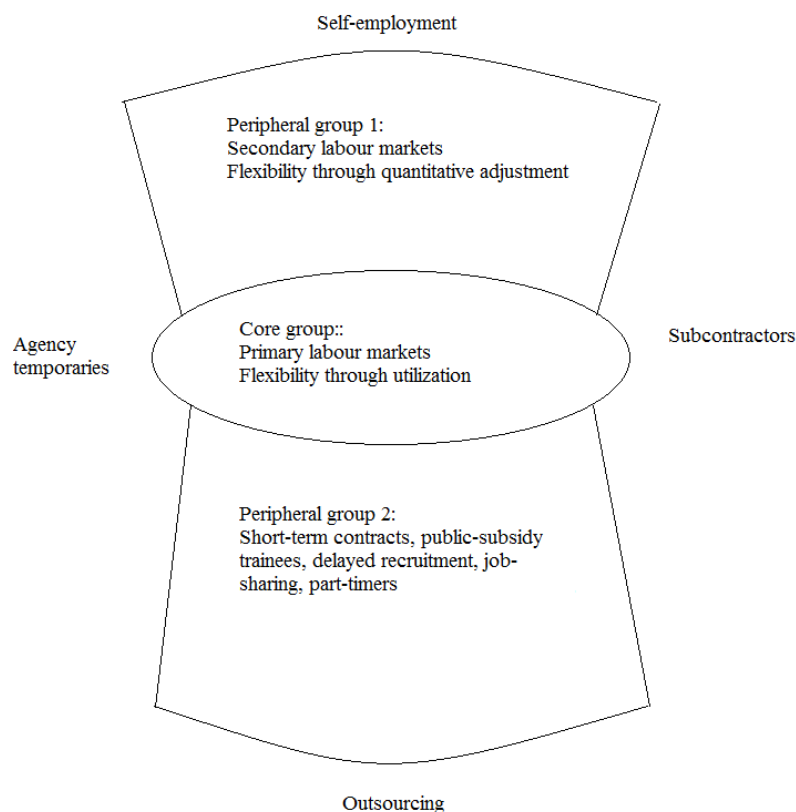 Self-employment
Peripheral group 1:
Secondary labour markets
Flexibility through quantitative adjustment
Core group::
Primary labour markets
Flexibility through utilization
Agency
temporaries
Subcontractors
Peripheral group 2:
Short-term contracts, public-subsidy
trainees, delayed recruitment, job-
sharing, part-timers
Outsourcing